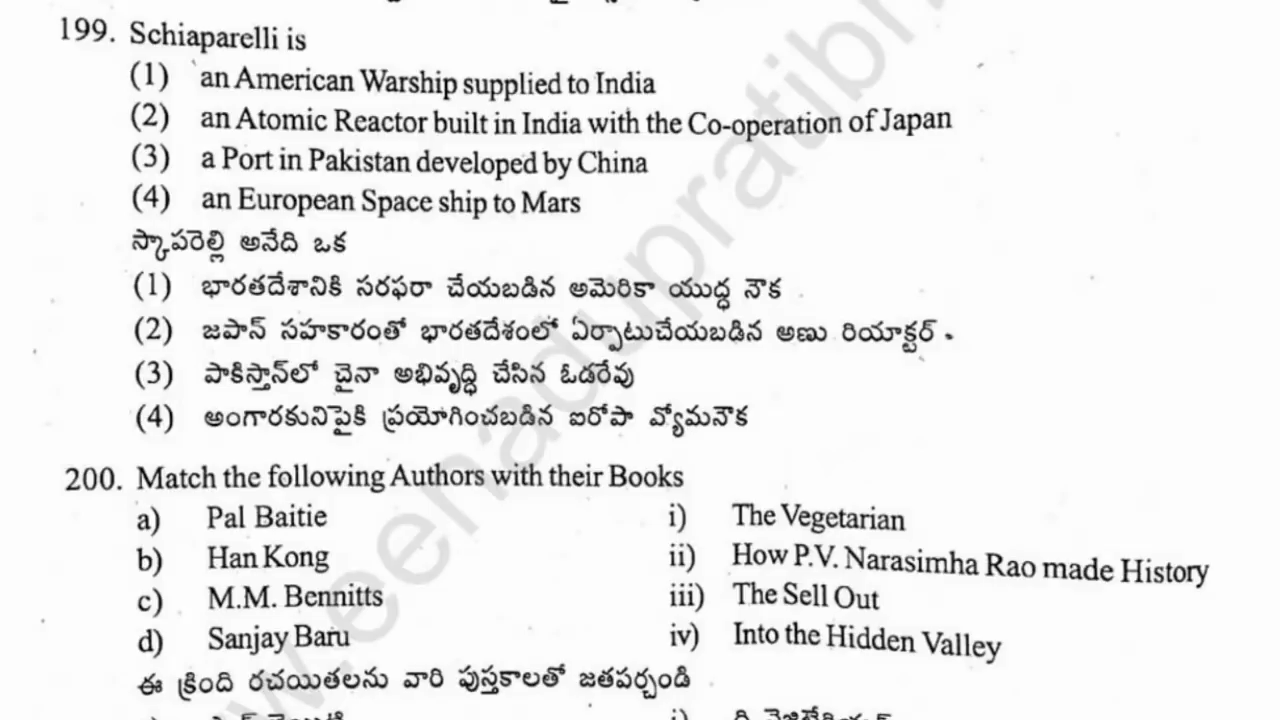 199. Schiaparelli is
(1) an American Warship supplied to India
(2) an Atomic Reactor built in India with the Co-operation of Japan
(3) a Port in Pakistan developed by China
(4) an European Space ship to Mars
స్కాపరెల్లి అనేది ఒక
(1) భారతదేశానికి సరఫరా చేయబడిన అమెరికా యుద్ధ నౌక
(2) జపాన్ సహకారంతో భారతదేశంలో ఏర్పాటుచేయబడిన అణు రియాక్టర్.
(3) పాకిస్తాన్‌లో చైనా అభివృద్ధి చేసిన ఓడరేవు
(4) అంగారకునిపైకి ప్రయోగించబడిన ఐరోపా వ్యోమనౌక
200. Match the following Authors with their Books
a) Pal Baitie i) The Vegetarian
b) Han Kong ii) How P.V. Narasimha Rao made History
c) M.M. Bennitts iii) The Sell Out
d) Sanjay Baru iv) Into the Hidden Valley
ఈ క్రింది రచయితలను వారి పుస్తకాలతో జతపర్చండి
w.eenadupratibh